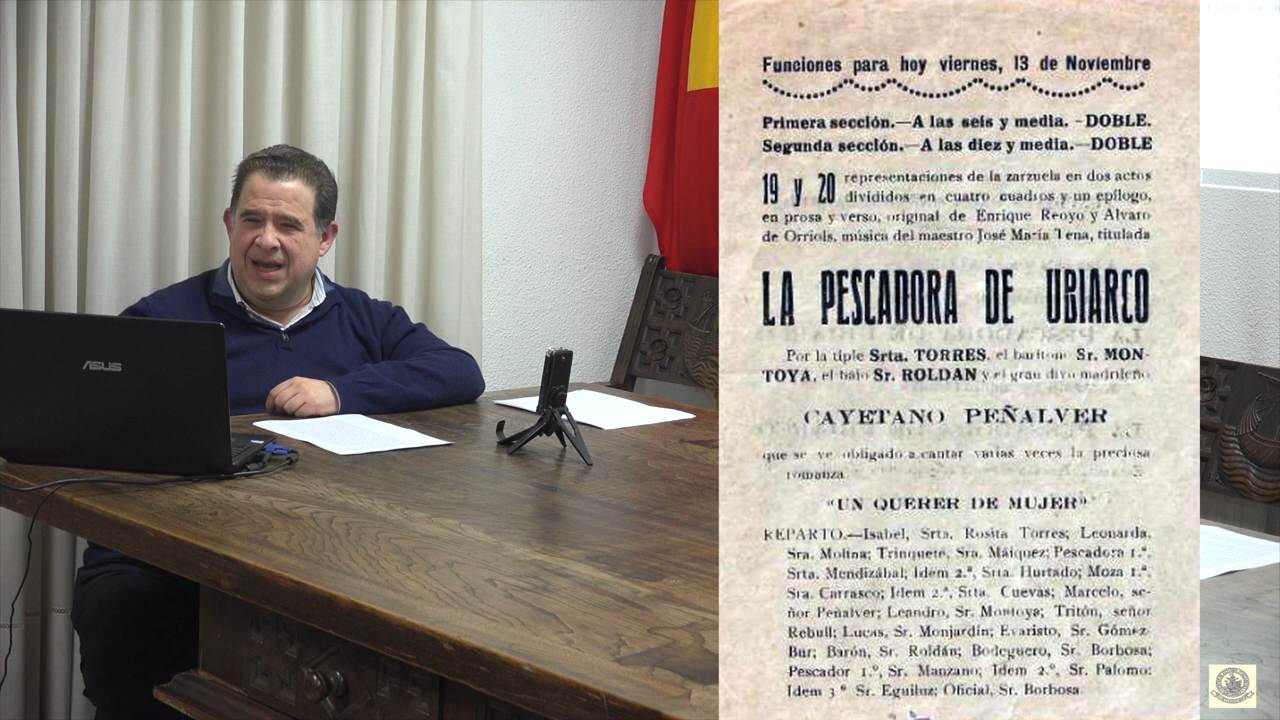 ASUS
Funciones para hoy viernes, 13 de Noviembre
Primera sección.—A las seis y media. -DOBLE.
Segunda sección.—A las diez y media.—DOBLE
19 y 20 representaciones de la zarzuela en dos actos
divididos en cuatro cuadros y un epílogo,
en prosa y verso, original de Enrique Reoyo y Alvaro
de Orriols, música del maestro José María Tena, titulada
LA PESCADORA DE UBIARCO
Por la tiple Srta. TORRES, el barítono Sr. MON-
TOYA, el bajo Sr. ROLDAN y el gran divo madrileño
CAYETANO PEÑALVER
que se ve obligado a cantar varias veces la preciosa
romanza
"UN QUERER DE MUJER"
REPARTO.—Isabel, Srta. Rosita Torres; Leonarda,
Sra. Molina; Trinquete, Sra. Máiquez; Pescadora 1.ª,
Srta. Mendizábal; Idem 2.ª, Srta. Hurtado; Moza 1.ª,
Sra. Carrasco; Idem 2.ª, Srta. Cuevas; Marcelo, se-
ñor Peñalver; Leandro, Sr. Montoya; Tritón, señor
Rebull; Lucas, Sr. Monjardín; Evaristo, Sr. Gómez
Bur; Barón, Sr. Roldán; Bodeguero, Sr. Borbosa;
Pescador 1.º, Sr. Manzano; Idem 2.º, Sr. Palomo;
Idem 3º Sr. Eguiluz; Oficial, Sr. Borbosa